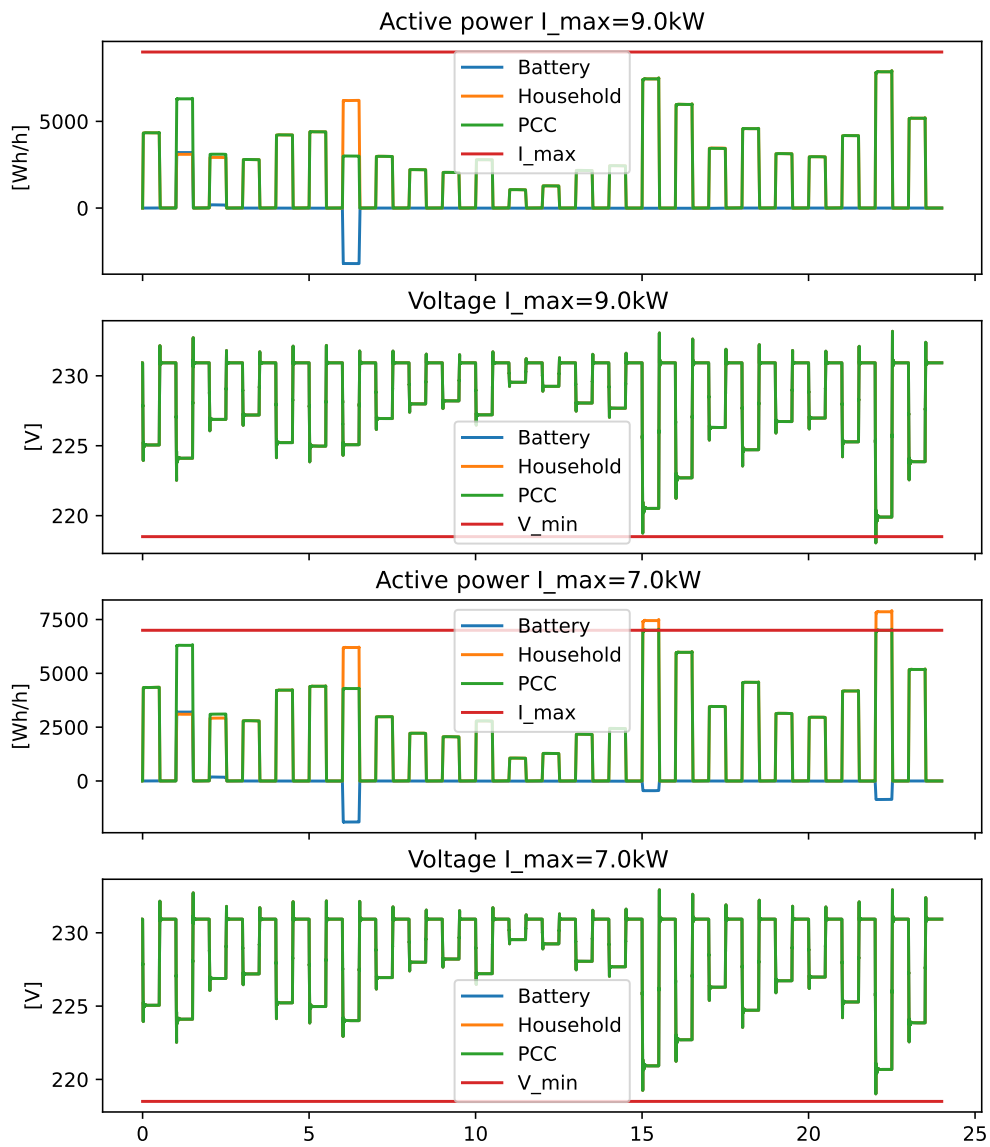 Active power I_max=9.0kW
[Wh/h]
5000
0
Battery
Household
PCC
I_max
Voltage I_max=9.0kW
[V]
230
225
220
Battery
Household
PCC
V_min
Active power I_max=7.0kW
[Wh/h]
7500
5000
2500
0
Battery
Household
PCC
I_max
Voltage I_max=7.0kW
[V]
230
225
220
Battery
Household
PCC
V_min
0 5 10 15 20 25